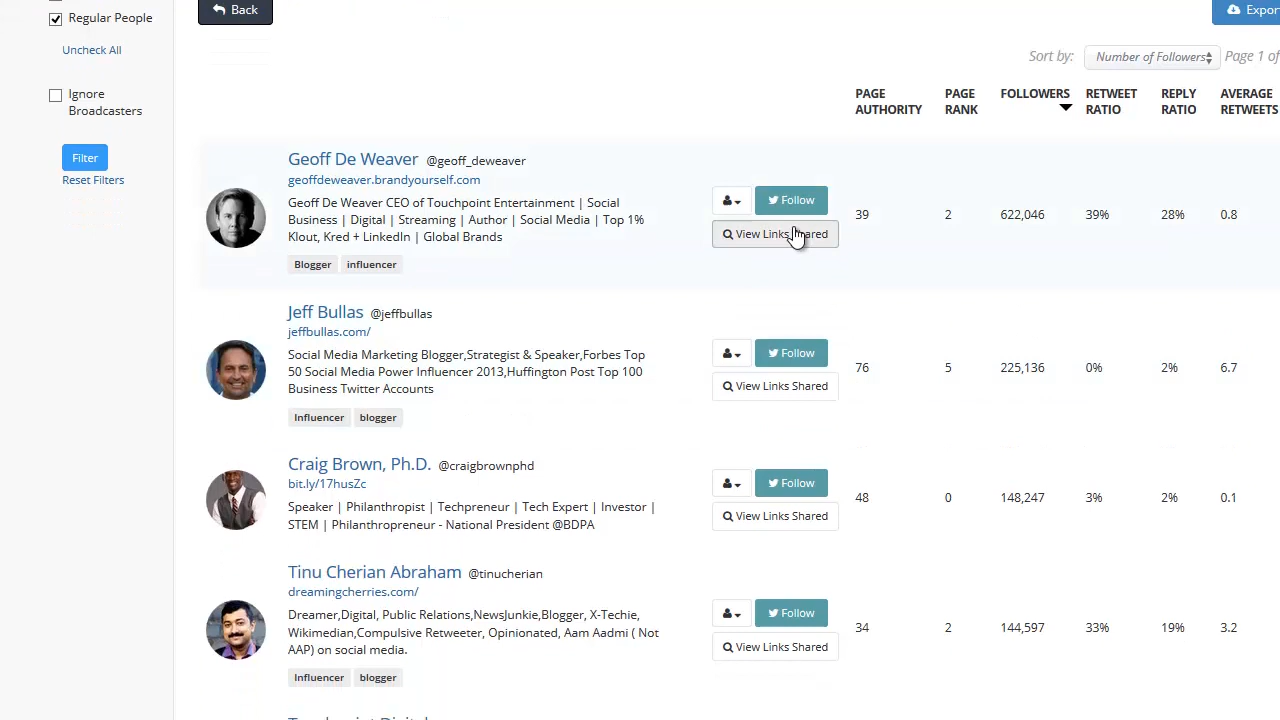 Regular People
Back
Export
Uncheck All
Sort by: Number of Followers Page 1 of
Ignore
Broadcasters
PAGE AUTHORITY
PAGE RANK
FOLLOWERS
RETWEET RATIO
REPLY RATIO
AVERAGE RETWEETS
Filter
Reset Filters
Geoff De Weaver @geoff_deweaver
geoffdeweaver.brandyourself.com
Geoff De Weaver CEO of Touchpoint Entertainment | Social
Business | Digital | Streaming | Author | Social Media | Top 1%
Klout, Kred + LinkedIn | Global Brands
Blogger influencer
Follow
View Links Shared
39 2 622,046 39% 28% 0.8
Jeff Bullas @jeffbullas
jeffbullas.com/
Social Media Marketing Blogger,Strategist & Speaker,Forbes Top
50 Social Media Power Influencer 2013,Huffington Post Top 100
Business Twitter Accounts
Influencer blogger
Follow
View Links Shared
76 5 225,136 0% 2% 6.7
Craig Brown, Ph.D. @craigbrownphd
bit.ly/17husZc
Speaker | Philanthropist | Techpreneur | Tech Expert | Investor |
STEM | Philanthropreneur - National President @BDPA
Follow
View Links Shared
48 0 148,247 3% 2% 0.1
Tinu Cherian Abraham @tinucherian
dreamingcherries.com/
Dreamer,Digital, Public Relations,NewsJunkie,Blogger, X-Techie,
Wikimedian,Compulsive Retweeter, Opinionated, Aam Aadmi ( Not
AAP) on social media.
Influencer blogger
Follow
View Links Shared
34 2 144,597 33% 19% 3.2